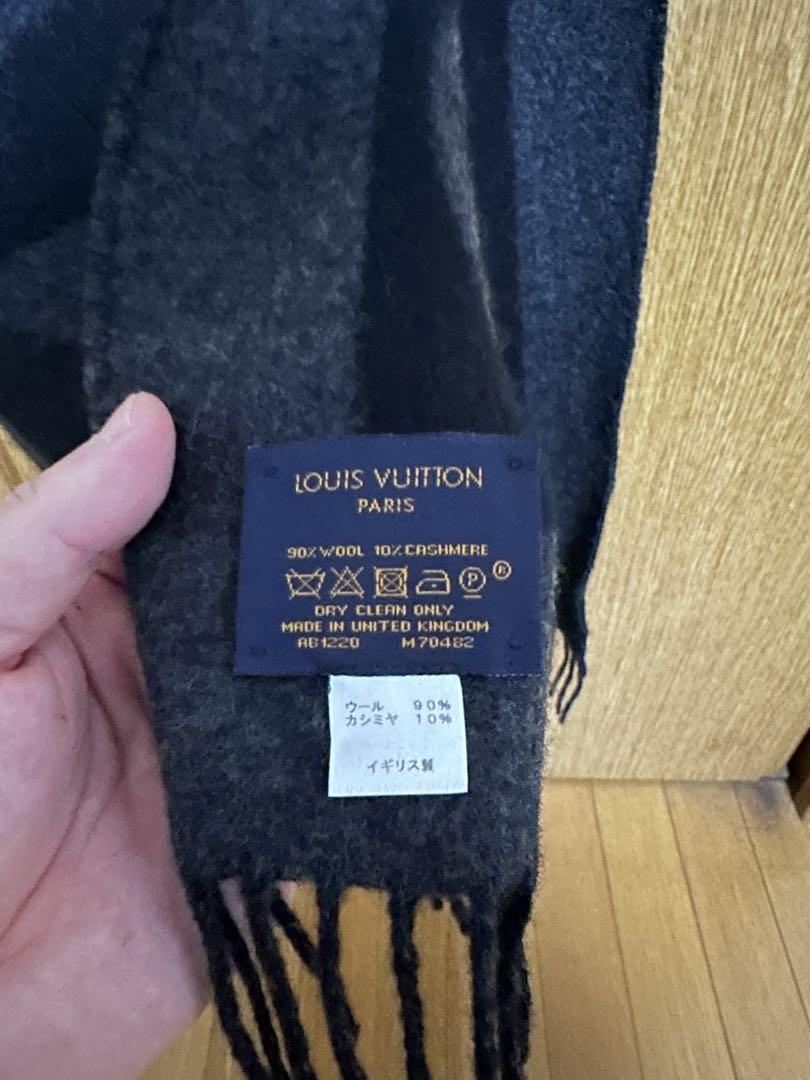 LOUIS VUITTON
PARIS
90% WOOL 10% CASHMERE
P ®
DRY CLEAN ONLY
MADE IN UNITED KINGDOM
AB1220 M70482
ウール 90%
カシミヤ 10%
イギリス製